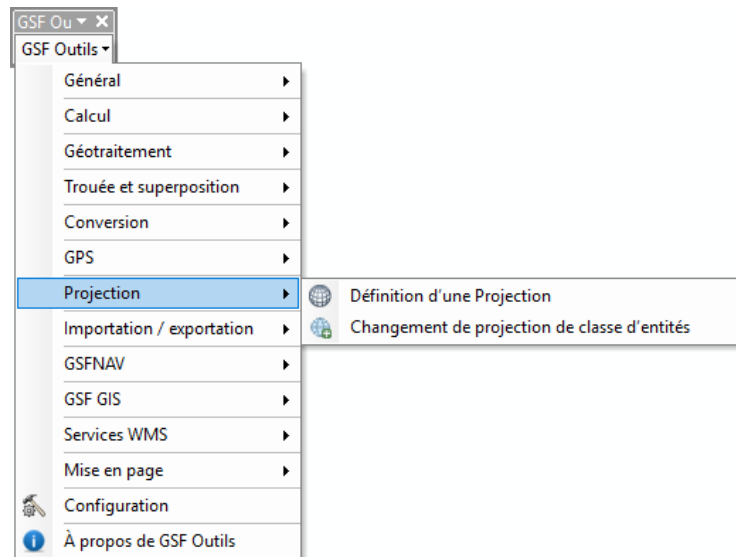 GSF Ou
GSF Outils
Général
Calcul
Géotraitement
Trouée et superposition
Conversion
GPS
Projection
Définition d'une Projection
Changement de projection de classe d'entités
Importation / exportation
GSFNAV
GSF GIS
Services WMS
Mise en page
Configuration
À propos de GSF Outils